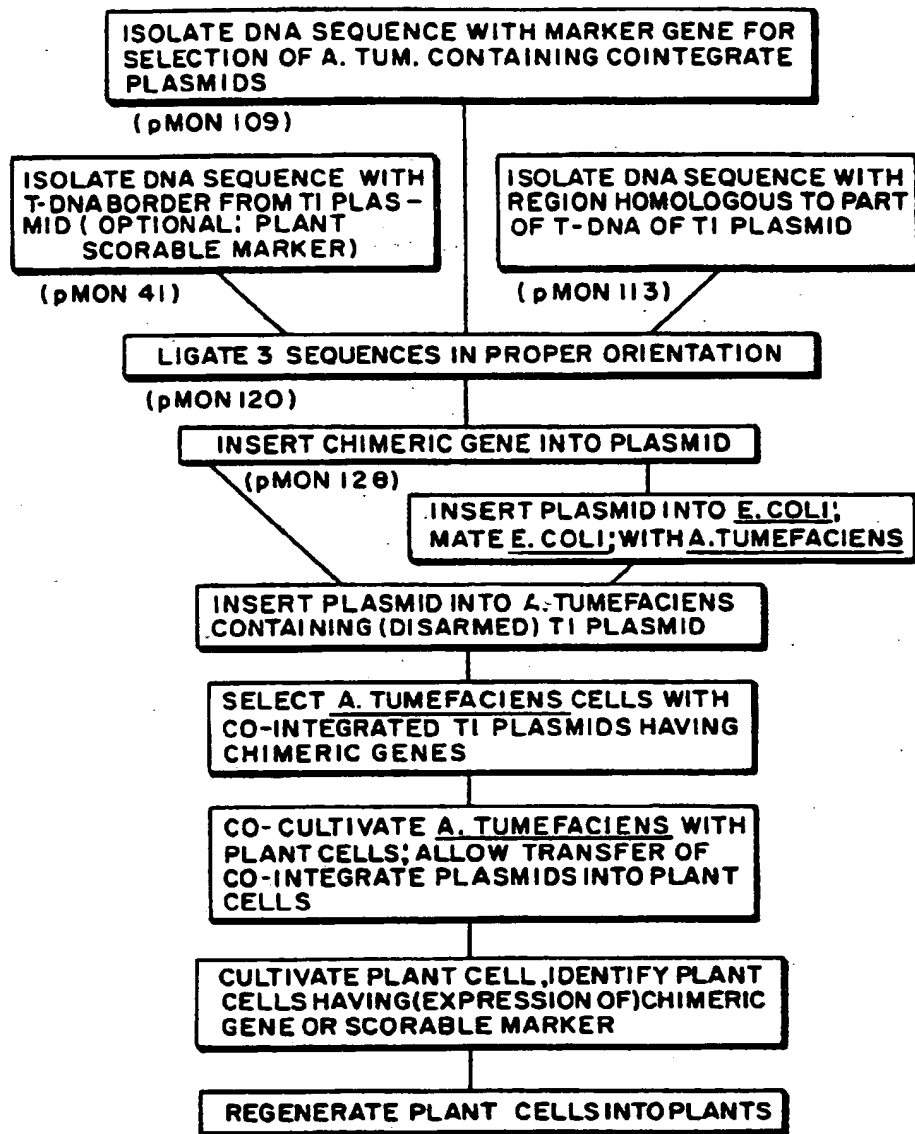 ISOLATE DNA SEQUENCE WITH MARKER GENE FOR
SELECTION OF A. TUM. CONTAINING COINTEGRATE
PLASMIDS
(pMON 109)
ISOLATE DNA SEQUENCE WITH
T-DNA BORDER FROM TI PLAS-
MID (OPTIONAL: PLANT
SCORABLE MARKER)
(pMON 41)
ISOLATE DNA SEQUENCE WITH
REGION HOMOLOGOUS TO PART
OF T-DNA OF TI PLASMID
(pMON 113)
LIGATE 3 SEQUENCES IN PROPER ORIENTATION
(pMON 120)
INSERT CHIMERIC GENE INTO PLASMID
(pMON 128)
INSERT PLASMID INTO E. COLI;
MATE E. COLI; WITH A. TUMEFACIENS
INSERT PLASMID INTO A. TUMEFACIENS
CONTAINING (DISARMED) TI PLASMID
SELECT A. TUMEFACIENS CELLS WITH
CO-INTEGRATED TI PLASMIDS HAVING
CHIMERIC GENES
CO-CULTIVATE A. TUMEFACIENS WITH
PLANT CELLS; ALLOW TRANSFER OF
CO-INTEGRATE PLASMIDS INTO PLANT
CELLS
CULTIVATE PLANT CELL, IDENTIFY PLANT
CELLS HAVING (EXPRESSION OF) CHIMERIC
GENE OR SCORABLE MARKER
REGENERATE PLANT CELLS INTO PLANTS